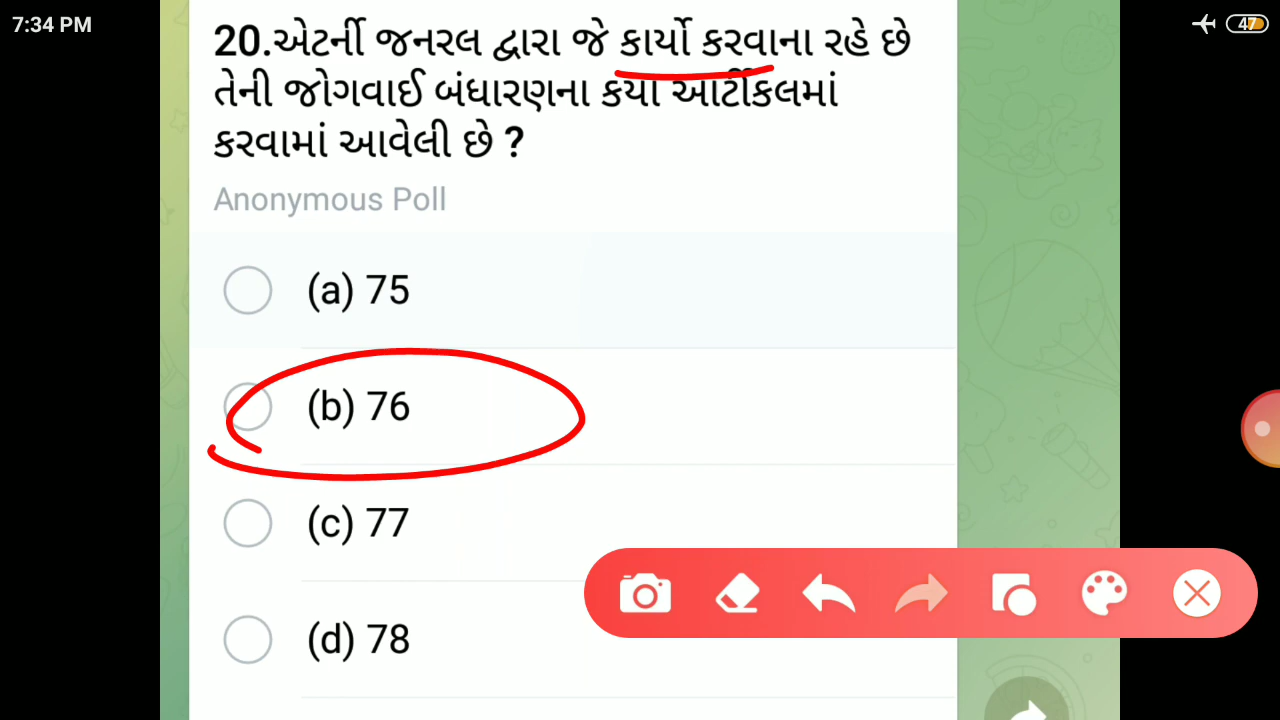 7:34 PM
47
20.એટર્ની જનરલ દ્વારા જે કાર્યો કરવાના રહે છે
તેની જોગવાઈ બંધારણના કયા આર્ટીકલમાં
કરવામાં આવેલી છે ?
Anonymous Poll
(a) 75
(b) 76
(c) 77
(d) 78